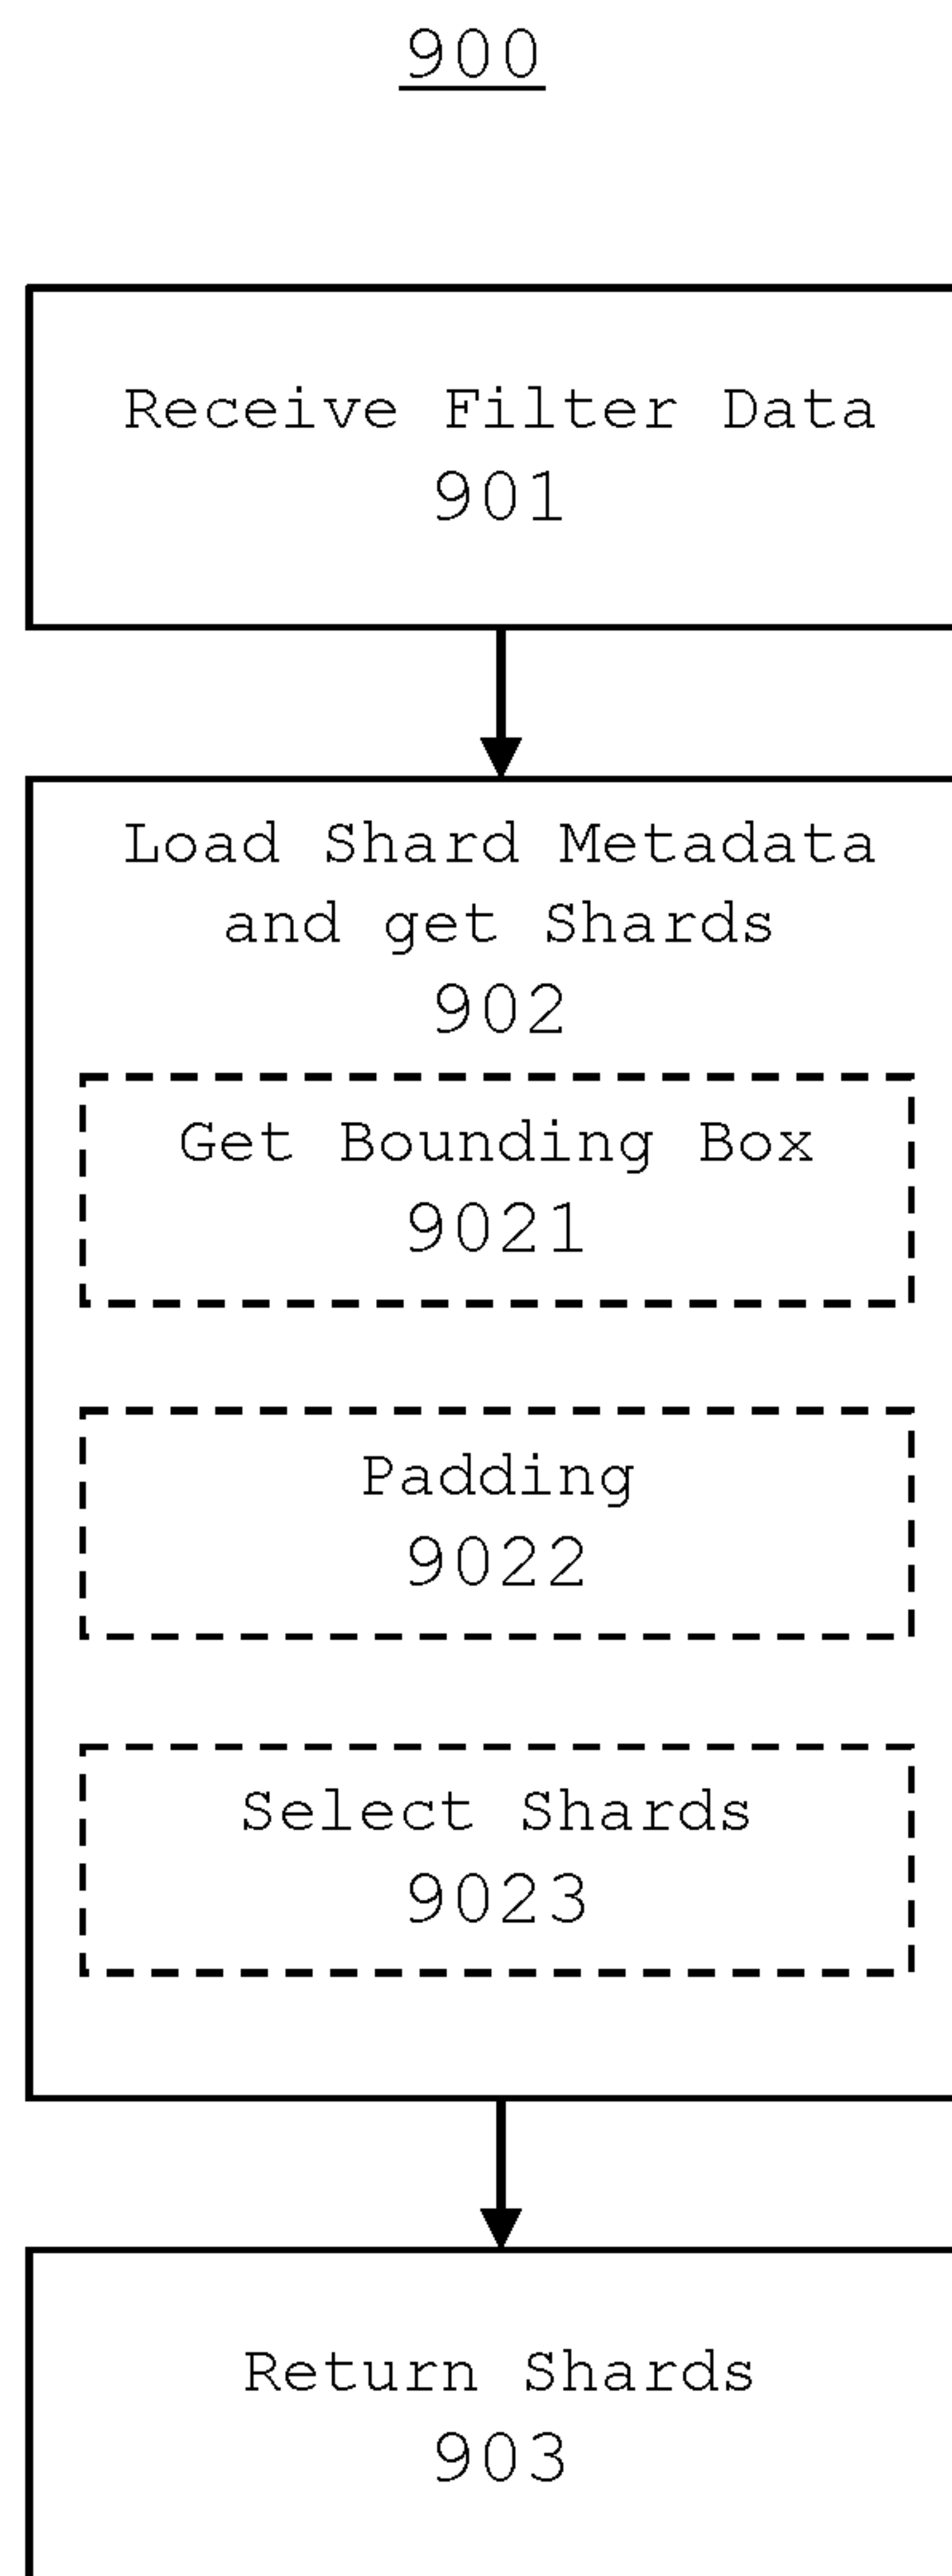 900
Receive Filter Data
901
Load Shard Metadata
and get Shards
902
Get Bounding Box
9021
Padding
9022
Select Shards
9023
Return Shards
903